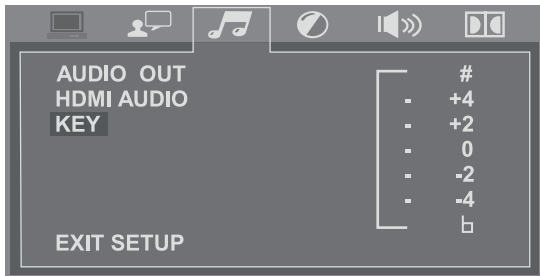 AUDIO OUT
HDMI AUDIO
KEY
EXIT SETUP
#
- +4
- +2
- 0
- -2
- -4
b